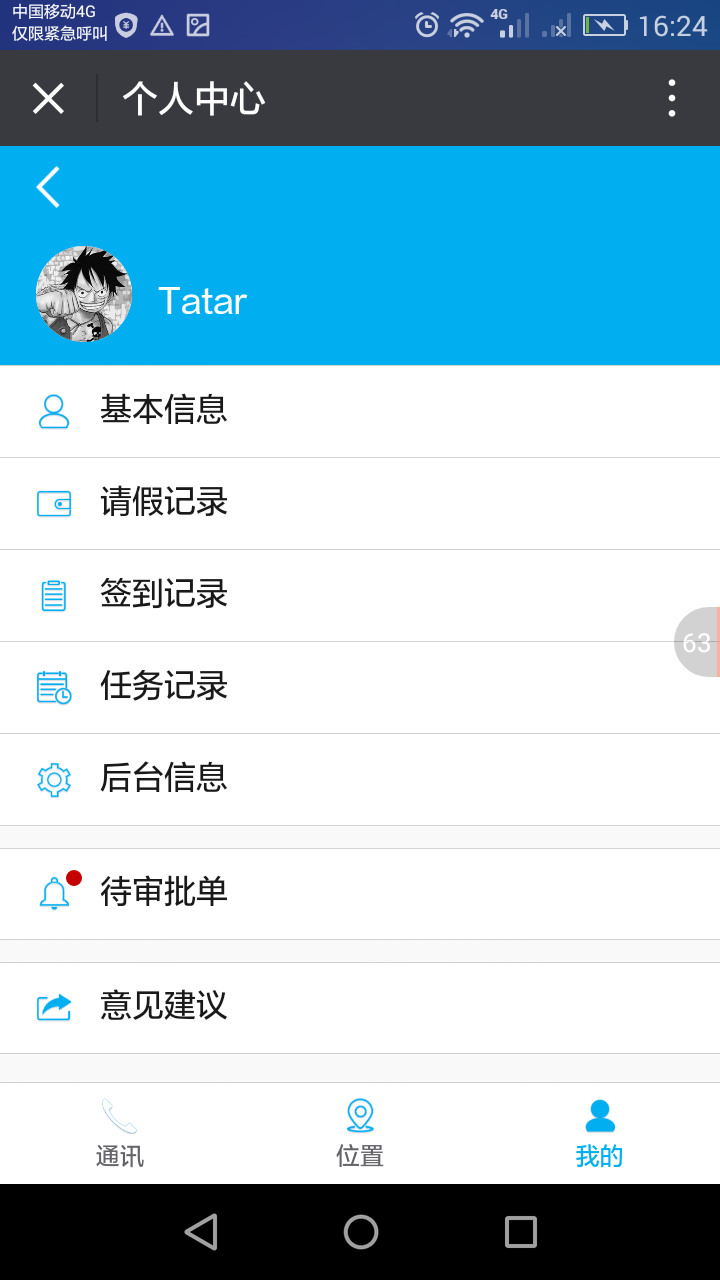 中国移动4G
仅限紧急呼叫
4G
16:24
个人中心
Tatar
基本信息
请假记录
签到记录
63
任务记录
后台信息
待审批单
意见建议
通讯
位置
我的